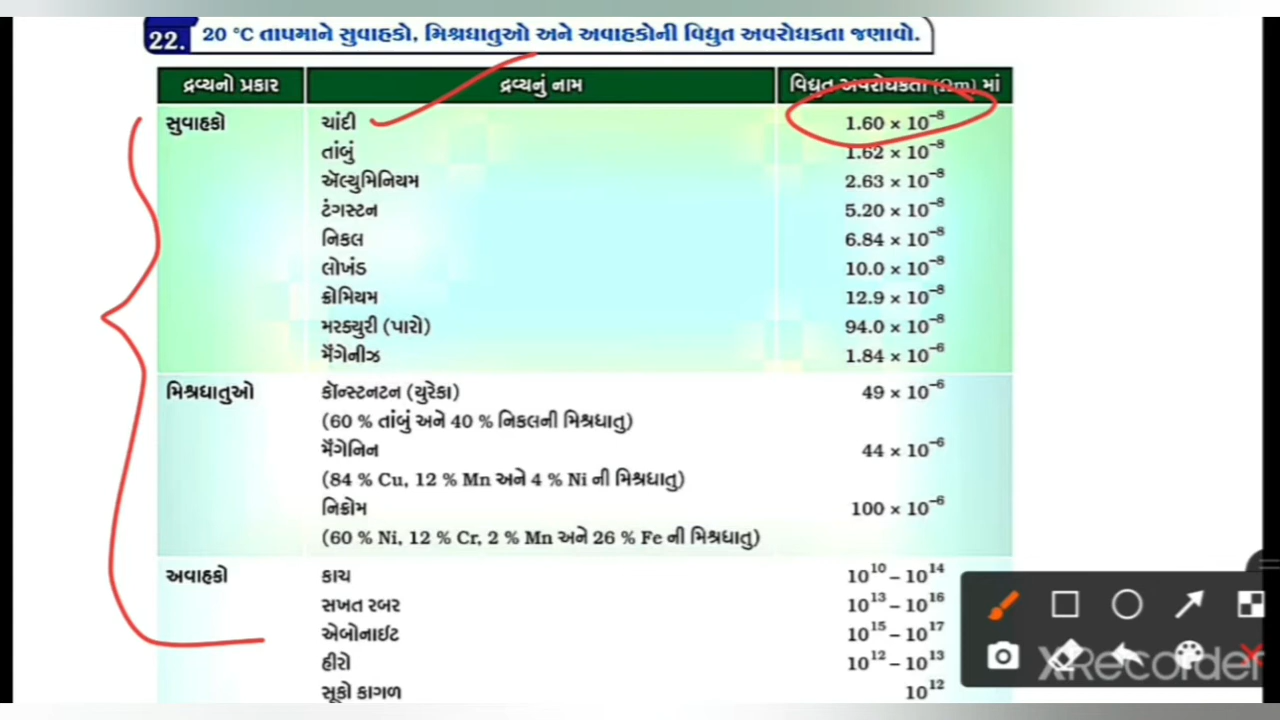 22. 20 °C તાપમાને સુવાહકો, મિશ્રધાતુઓ અને અવાહકોની વિદ્યુત અવરોધકતા જણાવો.
દ્રવ્યનો પ્રકાર દ્રવ્યનું નામ વિદ્યુત અવરોધકતા (Ωm) માં
સુવાહકો ચાંદી 1.60 × 10⁻⁸
તાંબું 1.62 × 10⁻⁸
ઍલ્યુમિનિયમ 2.63 × 10⁻⁸
ટંગસ્ટન 5.20 × 10⁻⁸
નિકલ 6.84 × 10⁻⁸
લોખંડ 10.0 × 10⁻⁸
ક્રોમિયમ 12.9 × 10⁻⁸
મરક્યુરી (પારો) 94.0 × 10⁻⁸
મૅંગેનીઝ 1.84 × 10⁻⁶
મિશ્રધાતુઓ કૉન્સ્ટનટન (યુરેકા) 49 × 10⁻⁶
(60 % તાંબું અને 40 % નિકલની મિશ્રધાતુ)
મૅંગેનિન 44 × 10⁻⁶
(84 % Cu, 12 % Mn અને 4 % Ni ની મિશ્રધાતુ)
નિક્રોમ 100 × 10⁻⁶
(60 % Ni, 12 % Cr, 2 % Mn અને 26 % Fe ની મિશ્રધાતુ)
અવાહકો કાચ 10¹⁰ – 10¹⁴
સખત રબર 10¹³ – 10¹⁶
એબોનાઈટ 10¹⁵ – 10¹⁷
હીરો 10¹² – 10¹³
સૂકો કાગળ 10¹²
XRecorder